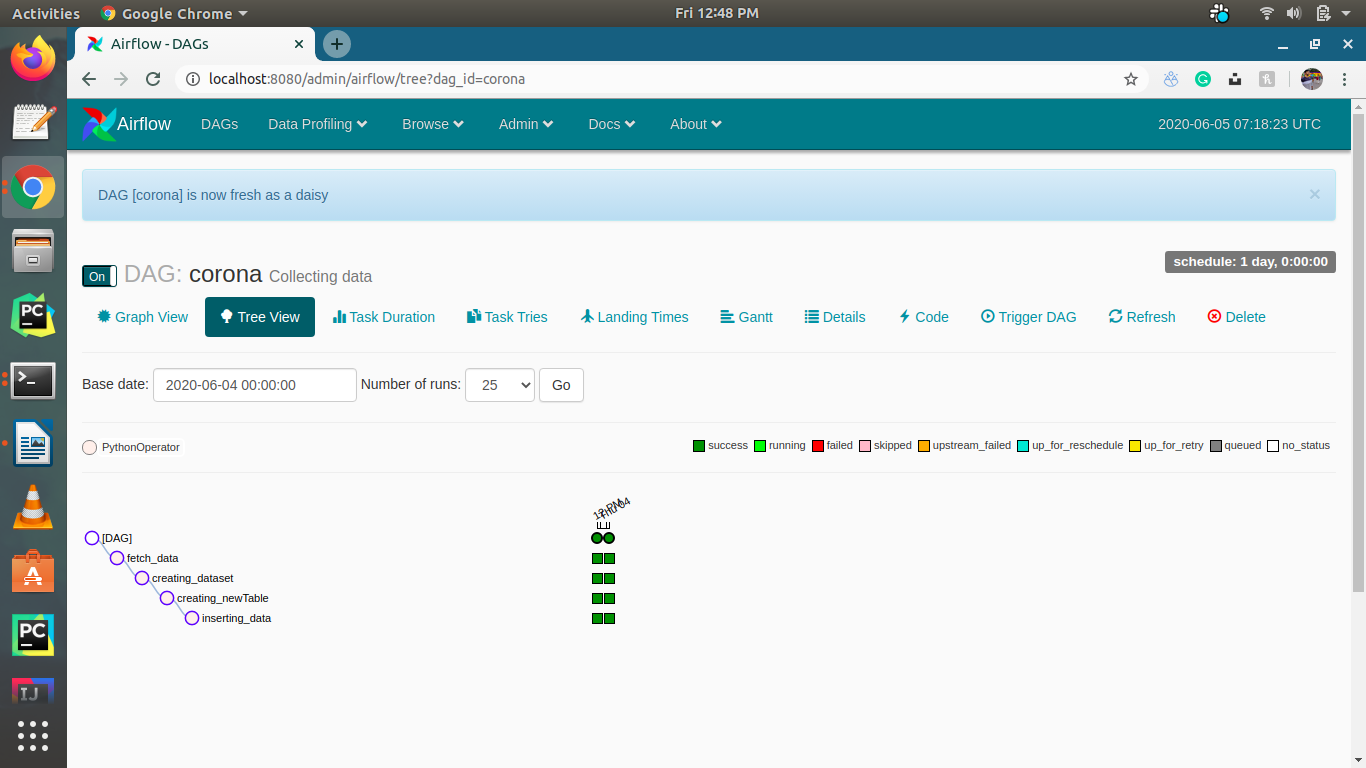 Activities Google Chrome Fri 12:48 PM
Airflow - DAGs
localhost:8080/admin/airflow/tree?dag_id=corona
Airflow DAGs Data Profiling Browse Admin Docs About 2020-06-05 07:18:23 UTC
DAG [corona] is now fresh as a daisy ×
schedule: 1 day, 0:00:00
On DAG: corona Collecting data
Graph View Tree View Task Duration Task Tries Landing Times Gantt Details Code Trigger DAG Refresh Delete
Base date: 2020-06-04 00:00:00 Number of runs: 25 Go
PythonOperator success running failed skipped upstream_failed up_for_reschedule up_for_retry queued no_status
[DAG]
fetch_data
creating_dataset
creating_newTable
inserting_data
PC
PC
IJ